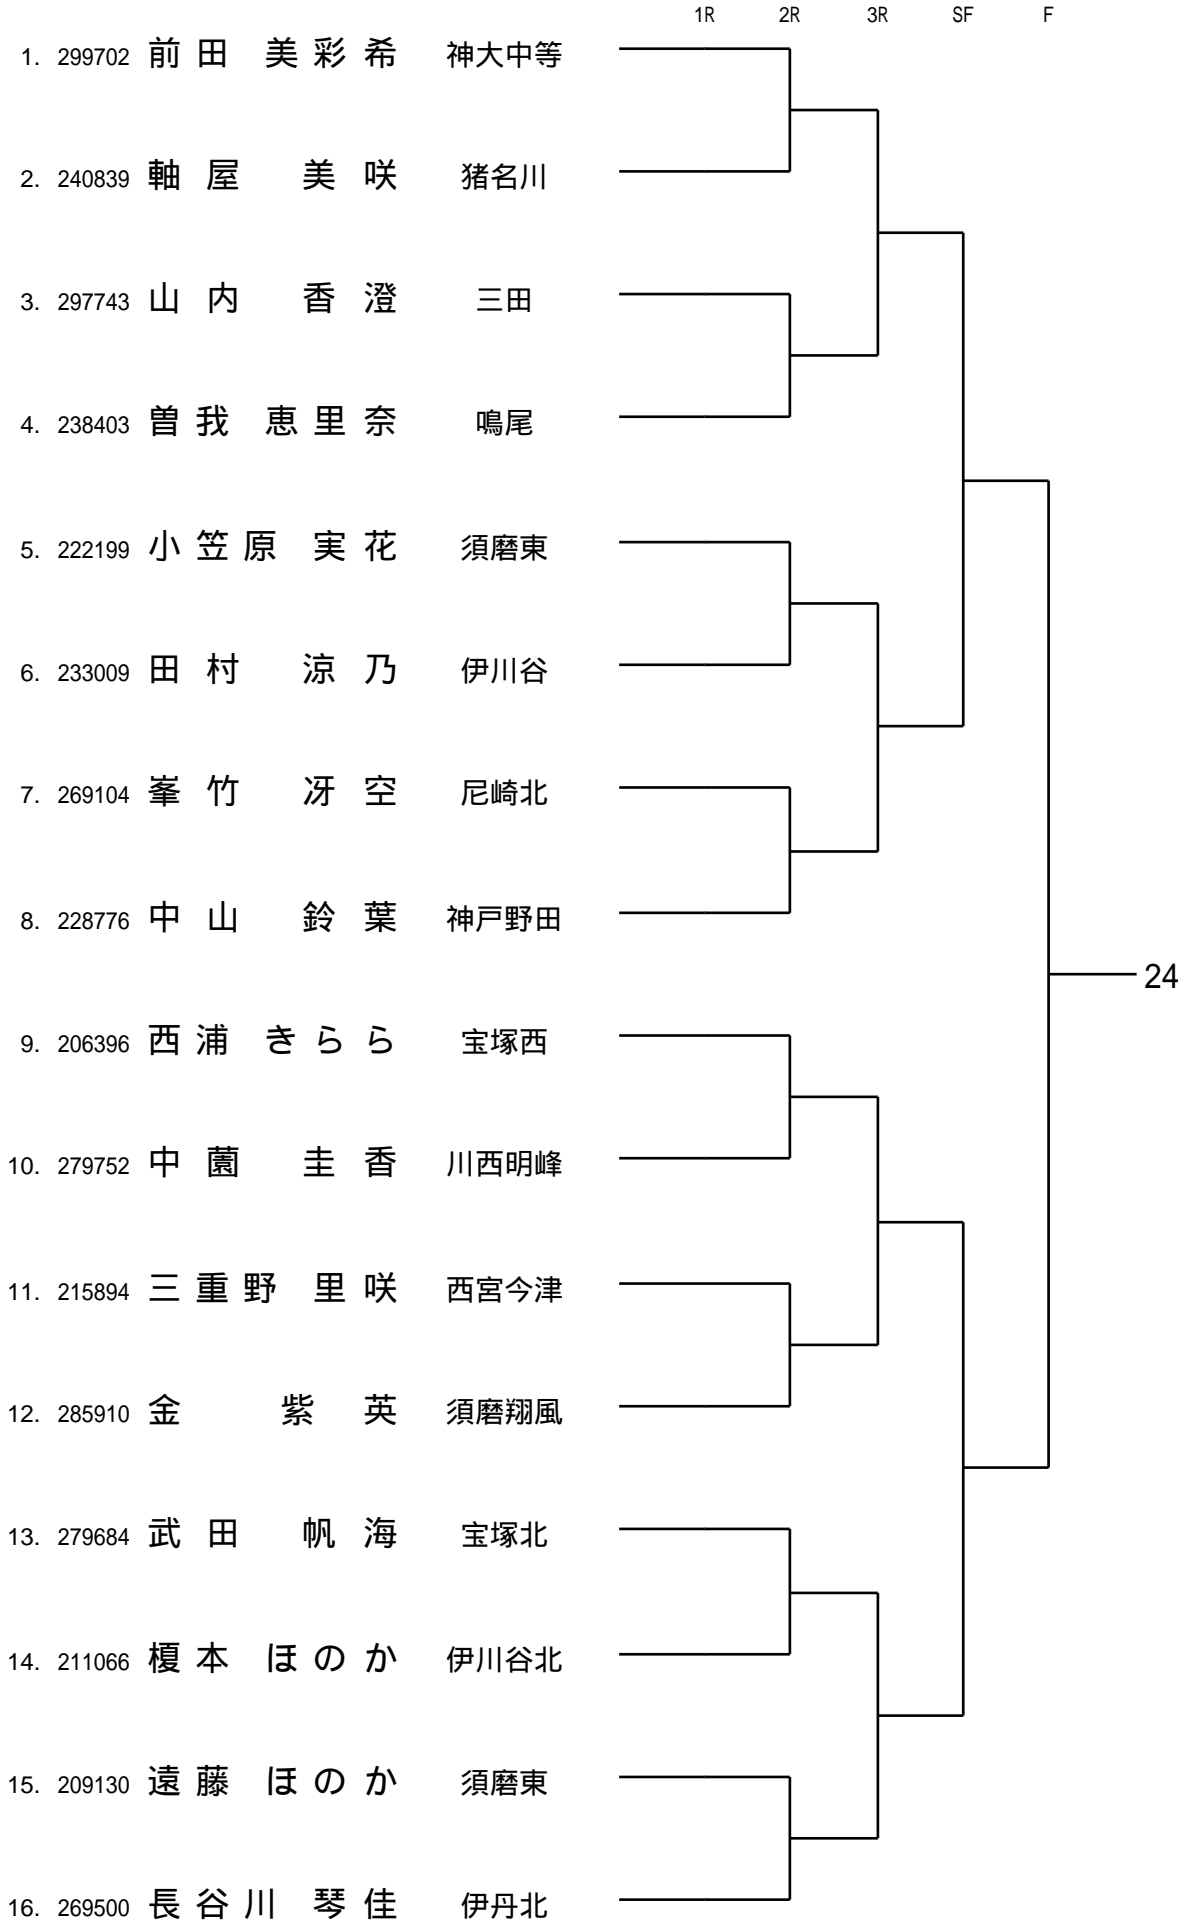 1R 2R 3R SF F
1. 299702 前田 美彩希 神大中等
2. 240839 軸屋 美咲 猪名川
3. 297743 山内 香澄 三田
4. 238403 曽我 恵里奈 鳴尾
5. 222199 小笠原 実花 須磨東
6. 233009 田村 涼乃 伊川谷
7. 269104 峯竹 冴空 尼崎北
8. 228776 中山 鈴葉 神戸野田
24
9. 206396 西浦 きらら 宝塚西
10. 279752 中薗 圭香 川西明峰
11. 215894 三重野 里咲 西宮今津
12. 285910 金 紫英 須磨翔風
13. 279684 武田 帆海 宝塚北
14. 211066 榎本 ほのか 伊川谷北
15. 209130 遠藤 ほのか 須磨東
16. 269500 長谷川 琴佳 伊丹北